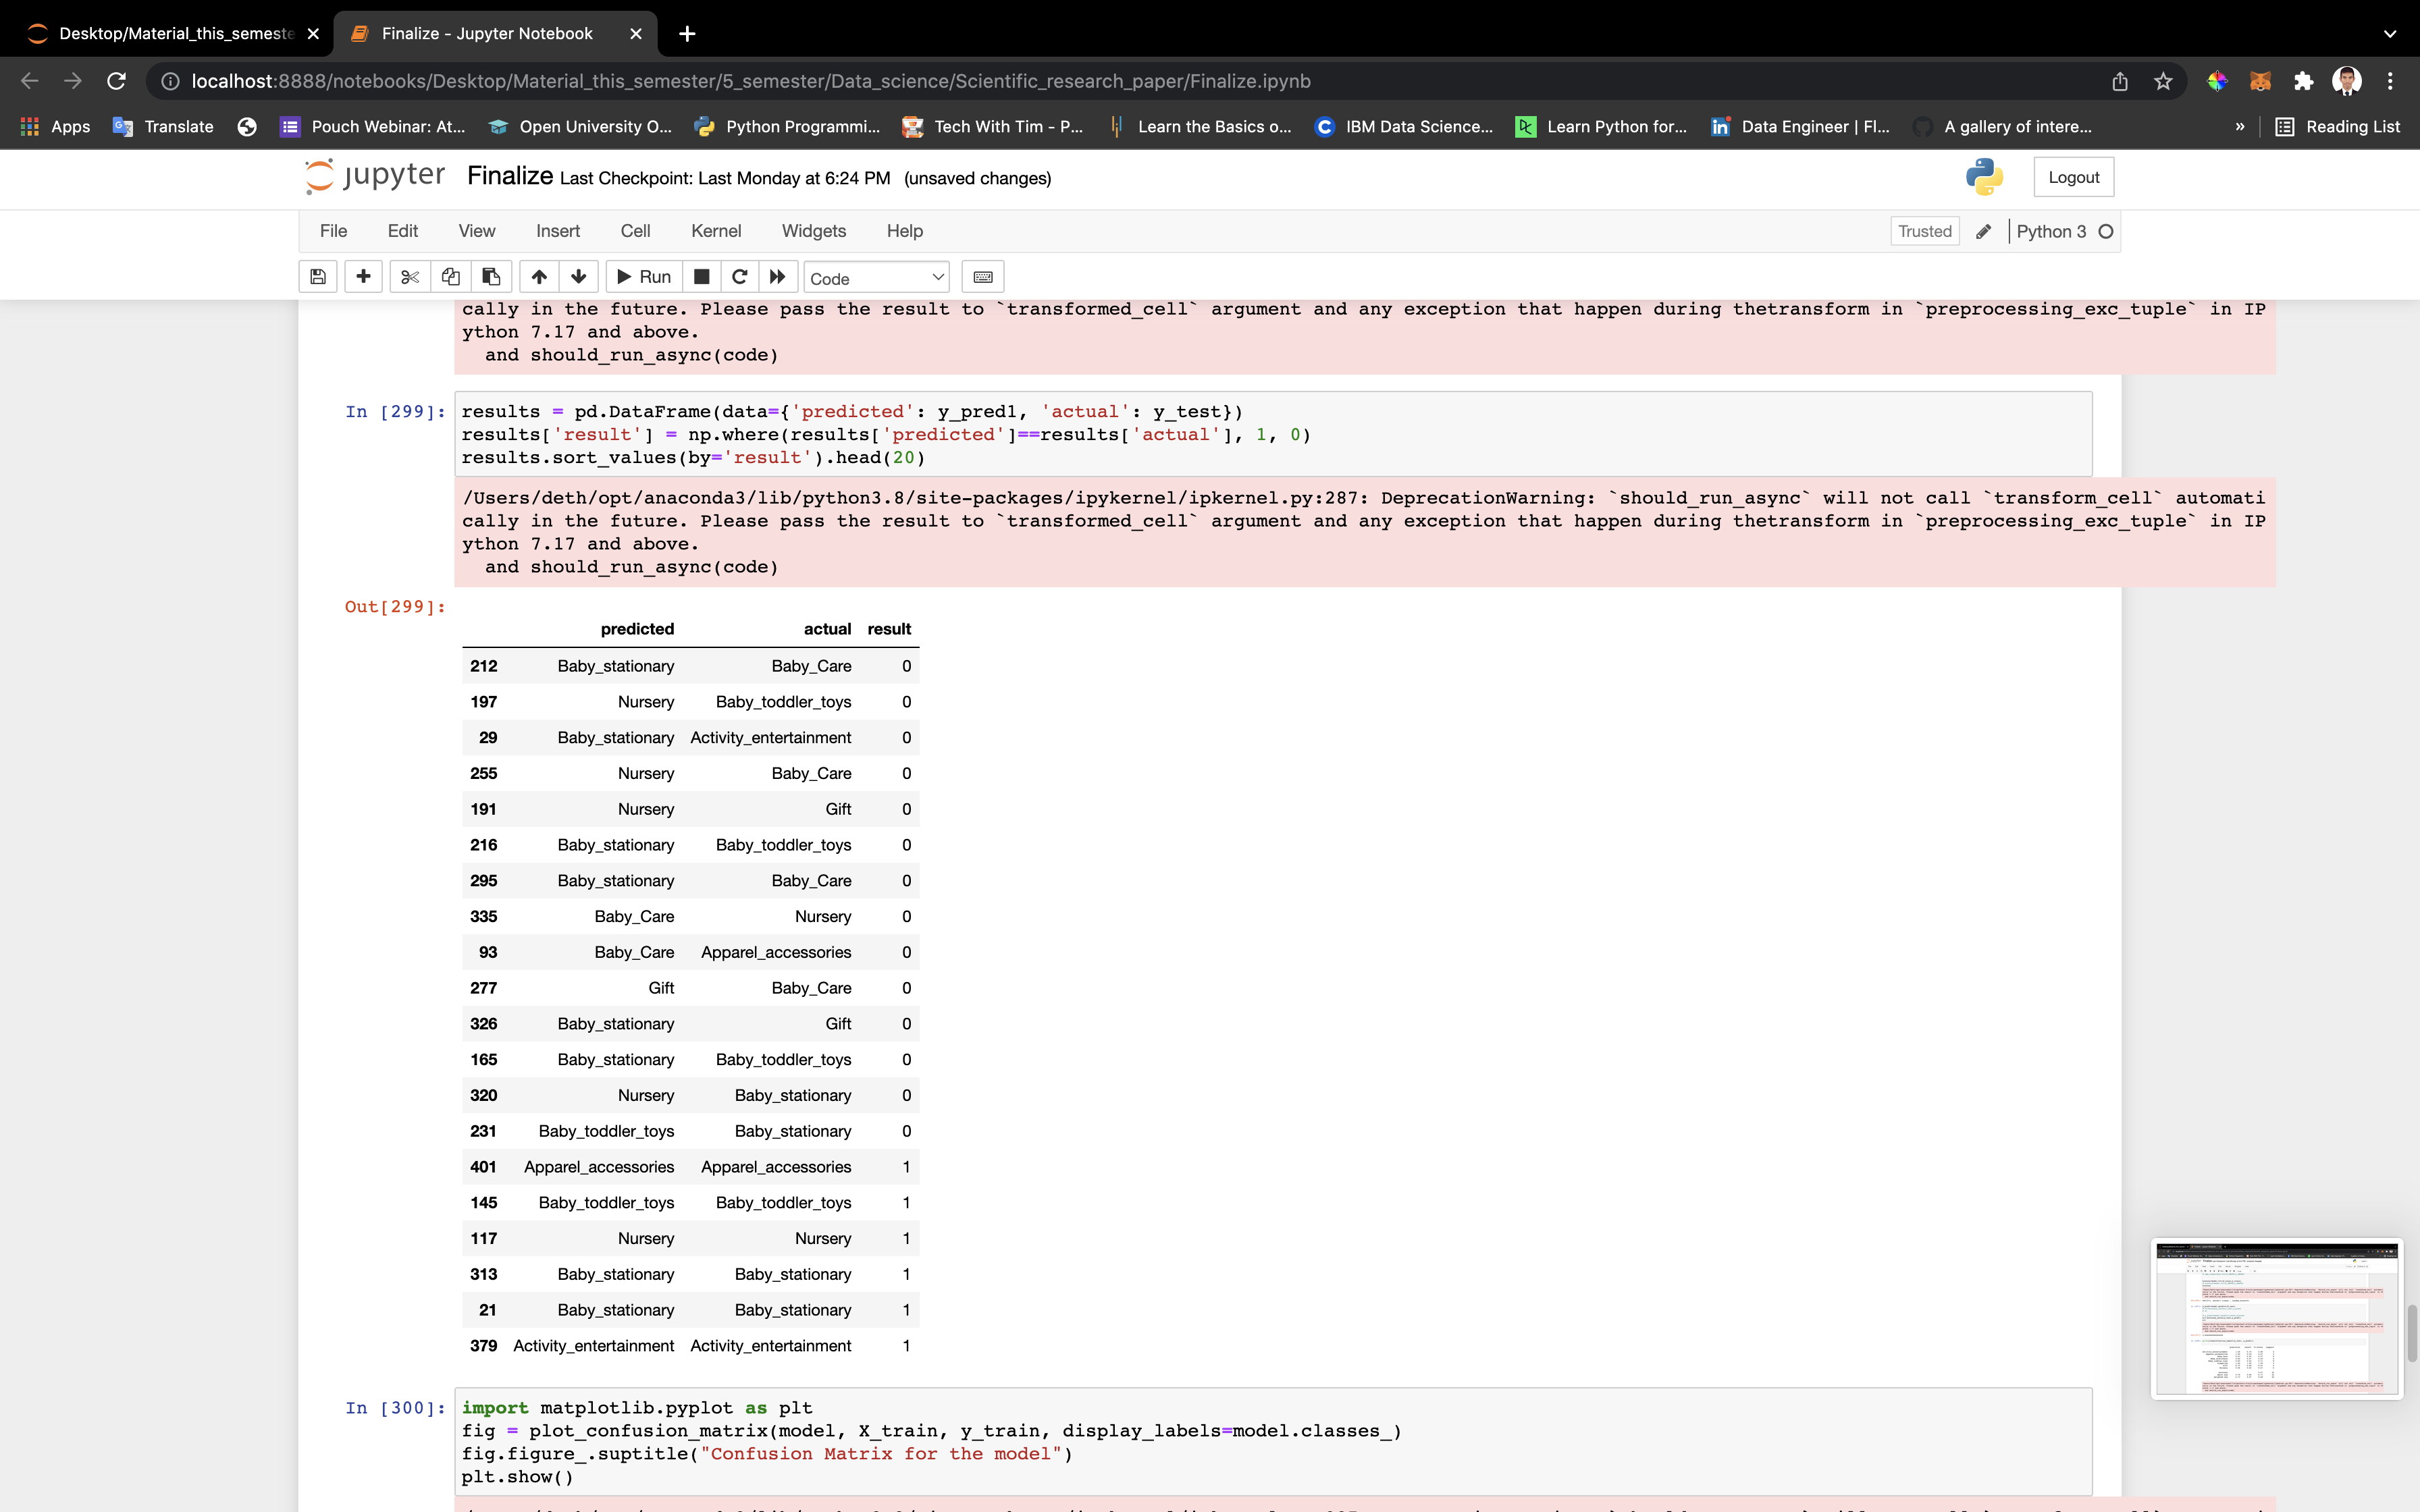 Desktop/Material_this_semeste
Finalize - Jupyter Notebook
localhost:8888/notebooks/Desktop/Material_this_semester/5_semester/Data_science/Scientific_research_paper/Finalize.ipynb
Apps
Translate
Pouch Webinar: At...
Open University O...
Python Programmi...
Tech With Tim - P...
Learn the Basics o...
IBM Data Science...
Learn Python for...
Data Engineer | Fl...
A gallery of intere...
»
Reading List
jupyter Finalize Last Checkpoint: Last Monday at 6:24 PM (unsaved changes)
Logout
File Edit View Insert Cell Kernel Widgets Help
Trusted
Python 3
Run
Code
cally in the future. Please pass the result to `transformed_cell` argument and any exception that happen during thetransform in `preprocessing_exc_tuple` in IP
ython 7.17 and above.
and should_run_async(code)
In [299]:
results = pd.DataFrame(data={'predicted': y_pred1, 'actual': y_test})
results['result'] = np.where(results['predicted']==results['actual'], 1, 0)
results.sort_values(by='result').head(20)
/Users/deth/opt/anaconda3/lib/python3.8/site-packages/ipykernel/ipkernel.py:287: DeprecationWarning: `should_run_async` will not call `transform_cell` automati
cally in the future. Please pass the result to `transformed_cell` argument and any exception that happen during thetransform in `preprocessing_exc_tuple` in IP
ython 7.17 and above.
and should_run_async(code)
Out[299]:
predicted actual result
212 Baby_stationary Baby_Care 0
197 Nursery Baby_toddler_toys 0
29 Baby_stationary Activity_entertainment 0
255 Nursery Baby_Care 0
191 Nursery Gift 0
216 Baby_stationary Baby_toddler_toys 0
295 Baby_stationary Baby_Care 0
335 Baby_Care Nursery 0
93 Baby_Care Apparel_accessories 0
277 Gift Baby_Care 0
326 Baby_stationary Gift 0
165 Baby_stationary Baby_toddler_toys 0
320 Nursery Baby_stationary 0
231 Baby_toddler_toys Baby_stationary 0
401 Apparel_accessories Apparel_accessories 1
145 Baby_toddler_toys Baby_toddler_toys 1
117 Nursery Nursery 1
313 Baby_stationary Baby_stationary 1
21 Baby_stationary Baby_stationary 1
379 Activity_entertainment Activity_entertainment 1
In [300]:
import matplotlib.pyplot as plt
fig = plot_confusion_matrix(model, X_train, y_train, display_labels=model.classes_)
fig.figure_.suptitle("Confusion Matrix for the model")
plt.show()